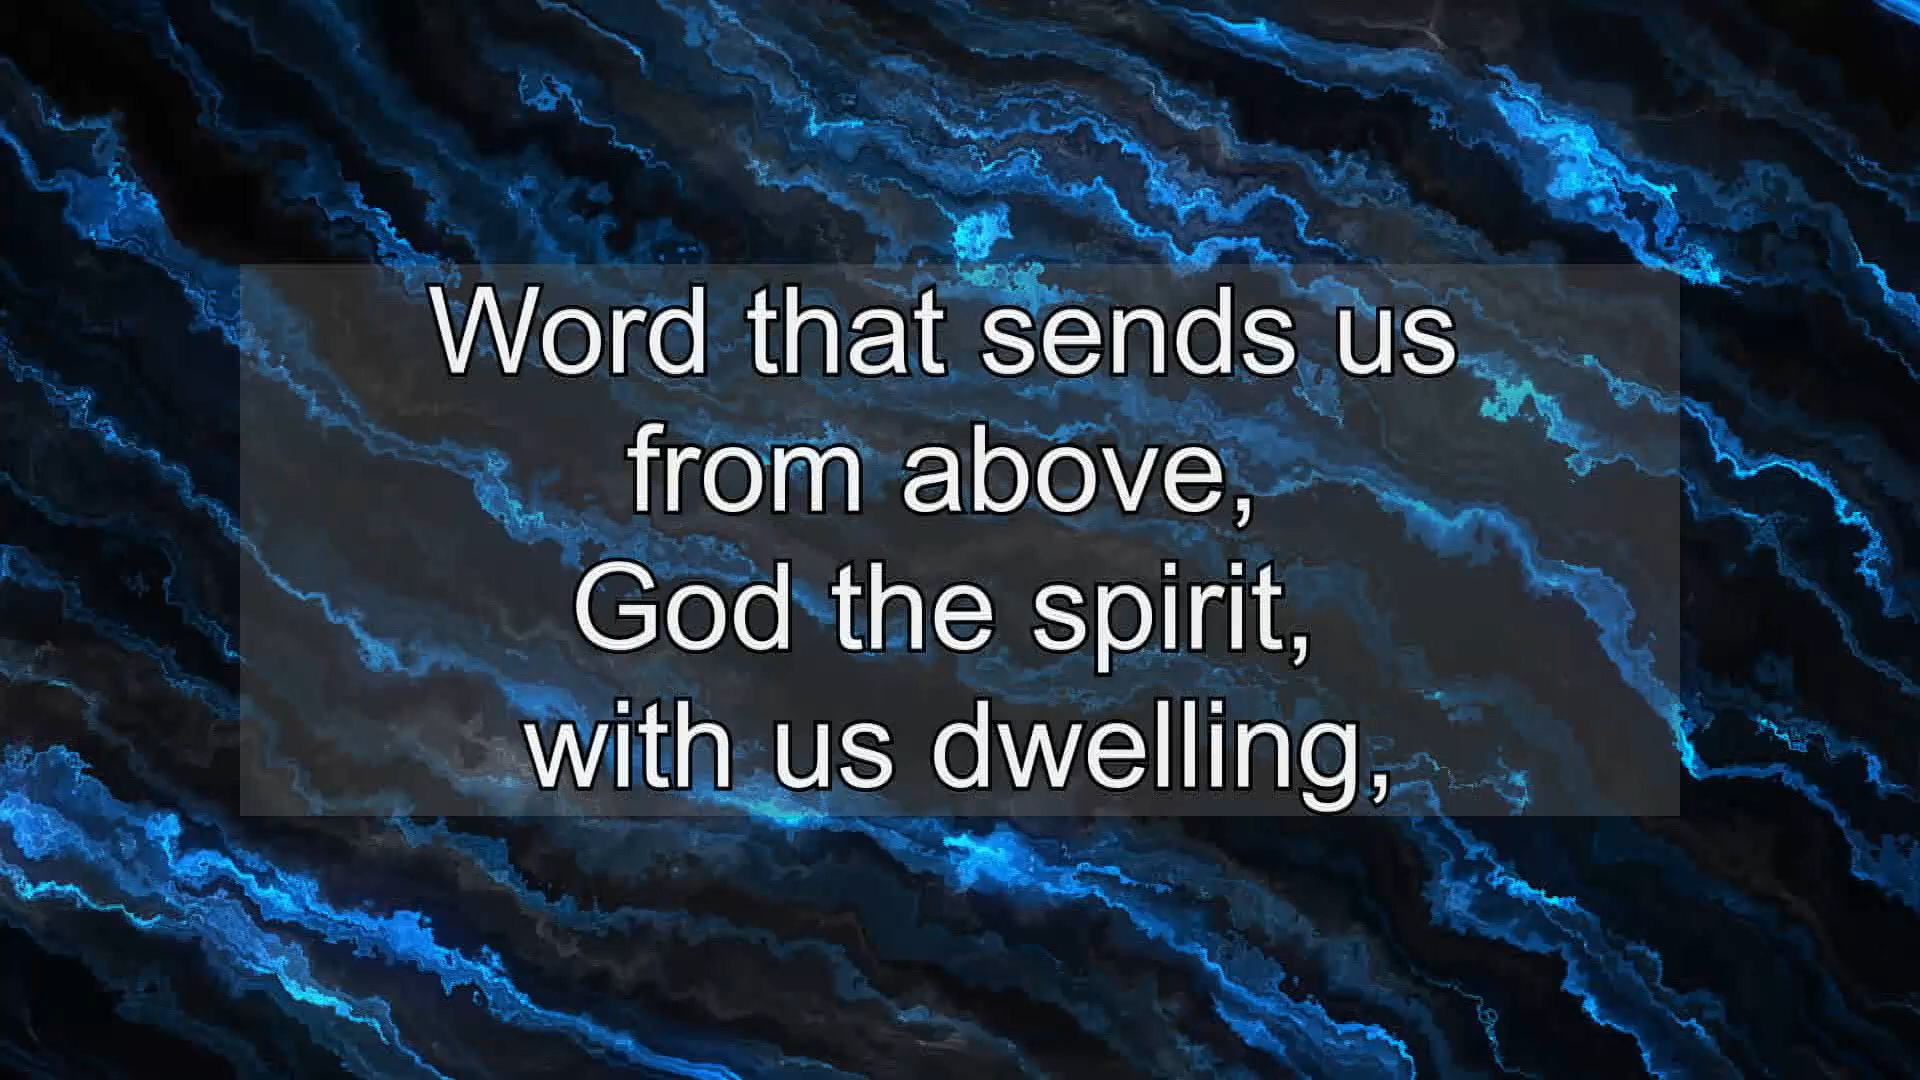 Word that sends us
from above,
God the spirit,
with us dwelling,